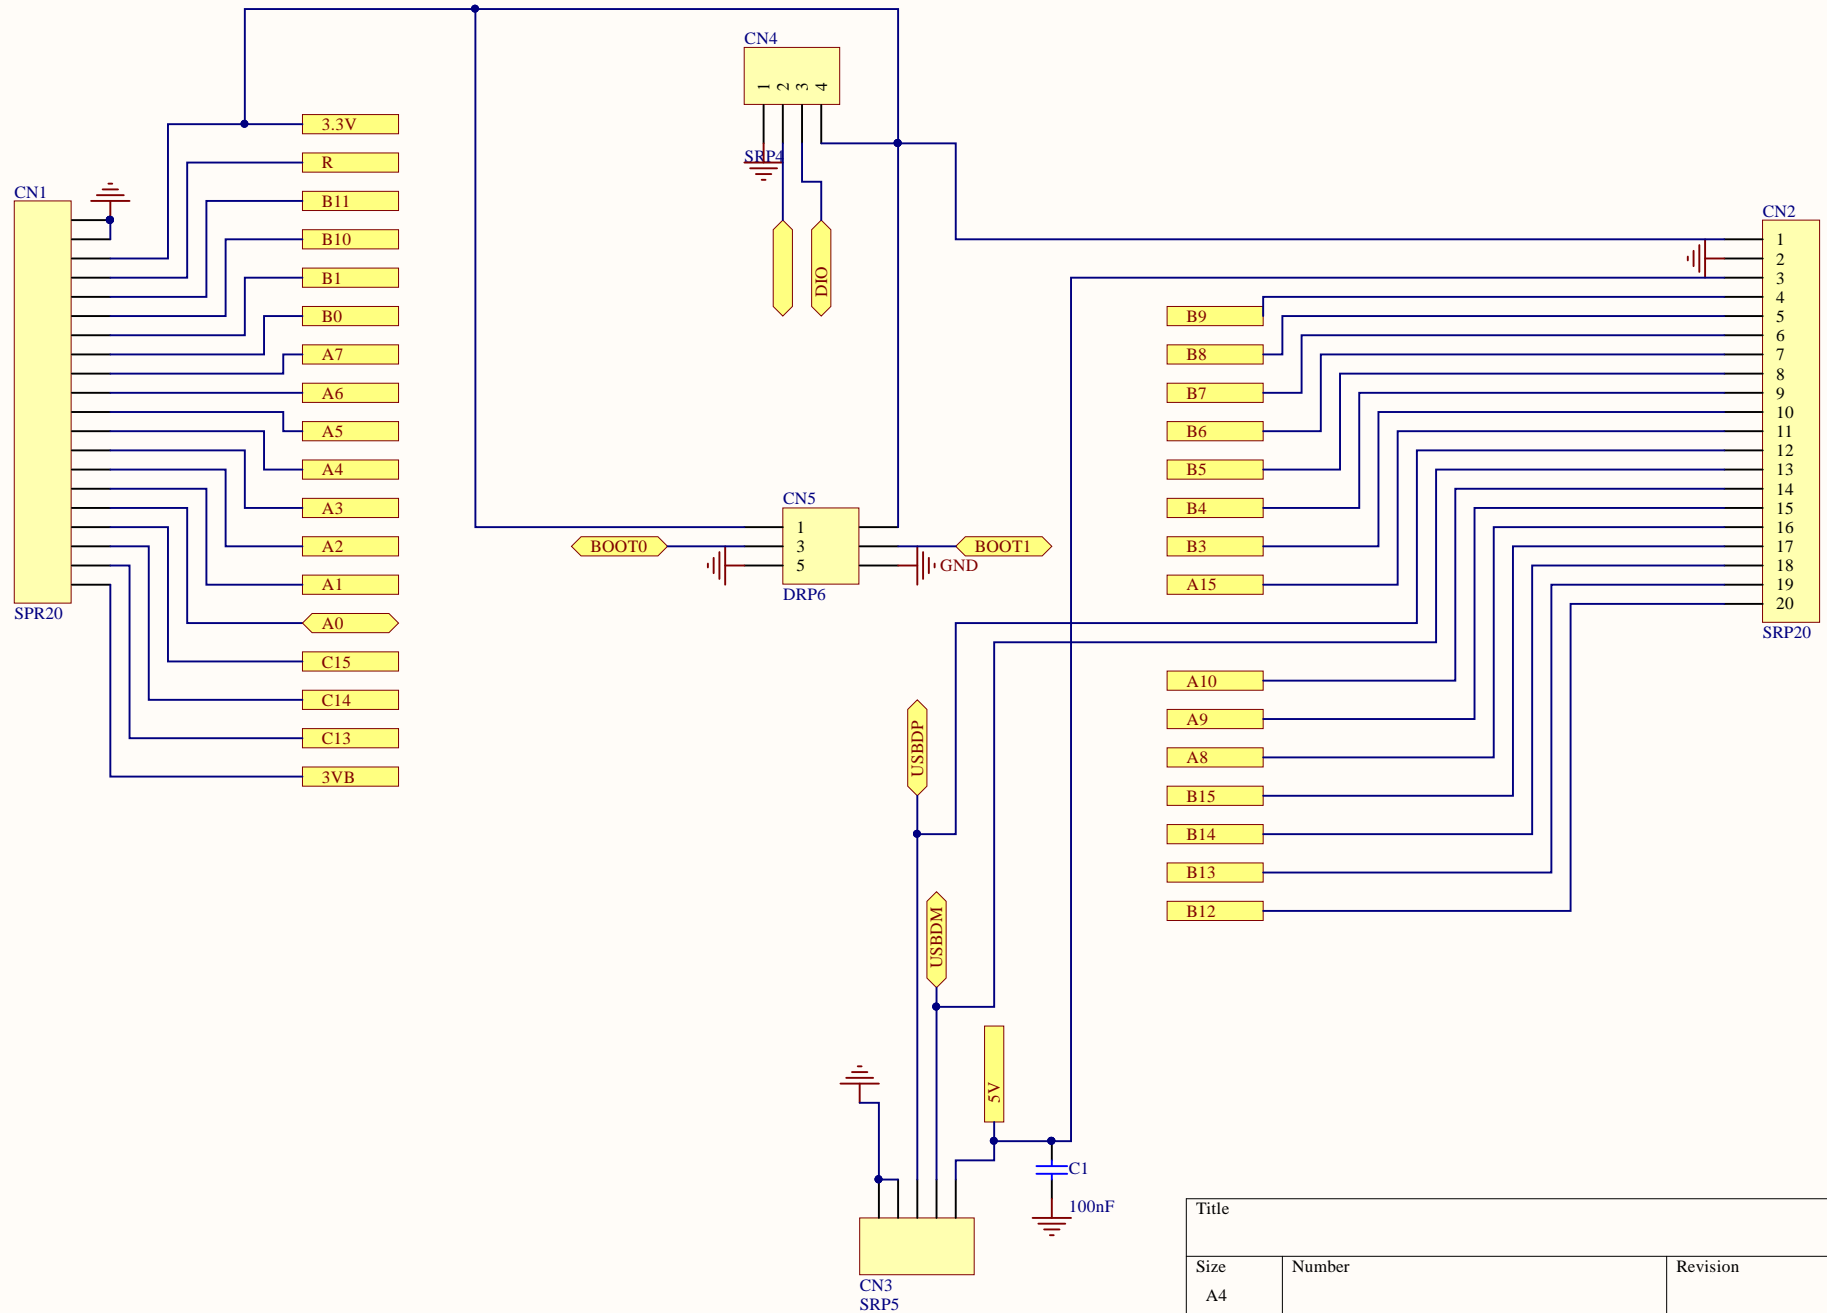 CN4
1
2
3
4
SRP4
DIO
CN1
SPR20
3.3V
R
B11
B10
B1
B0
A7
A6
A5
A4
A3
A2
A1
A0
C15
C14
C13
3VB
CN5
1
3
5
DRP6
BOOT0
BOOT1
GND
CN2
1
2
3
4
5
6
7
8
9
10
11
12
13
14
15
16
17
18
19
20
SRP20
B9
B8
B7
B6
B5
B4
B3
A15
A10
A9
A8
B15
B14
B13
B12
USBDP
USBDM
5V
C1
100nF
CN3
SRP5
Title
Size
Number
Revision
A4